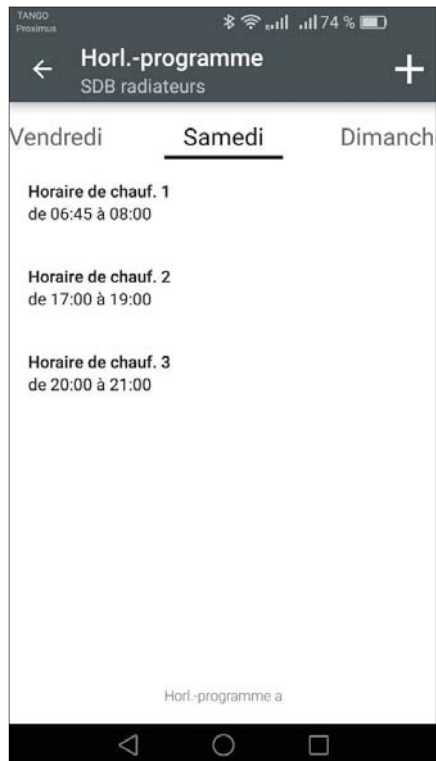 TANGO
Proximus
74 %
Horl.-programme
SDB radiateurs
Vendredi Samedi Dimanch
Horaire de chauf. 1
de 06:45 à 08:00
Horaire de chauf. 2
de 17:00 à 19:00
Horaire de chauf. 3
de 20:00 à 21:00
Horl.-programme a